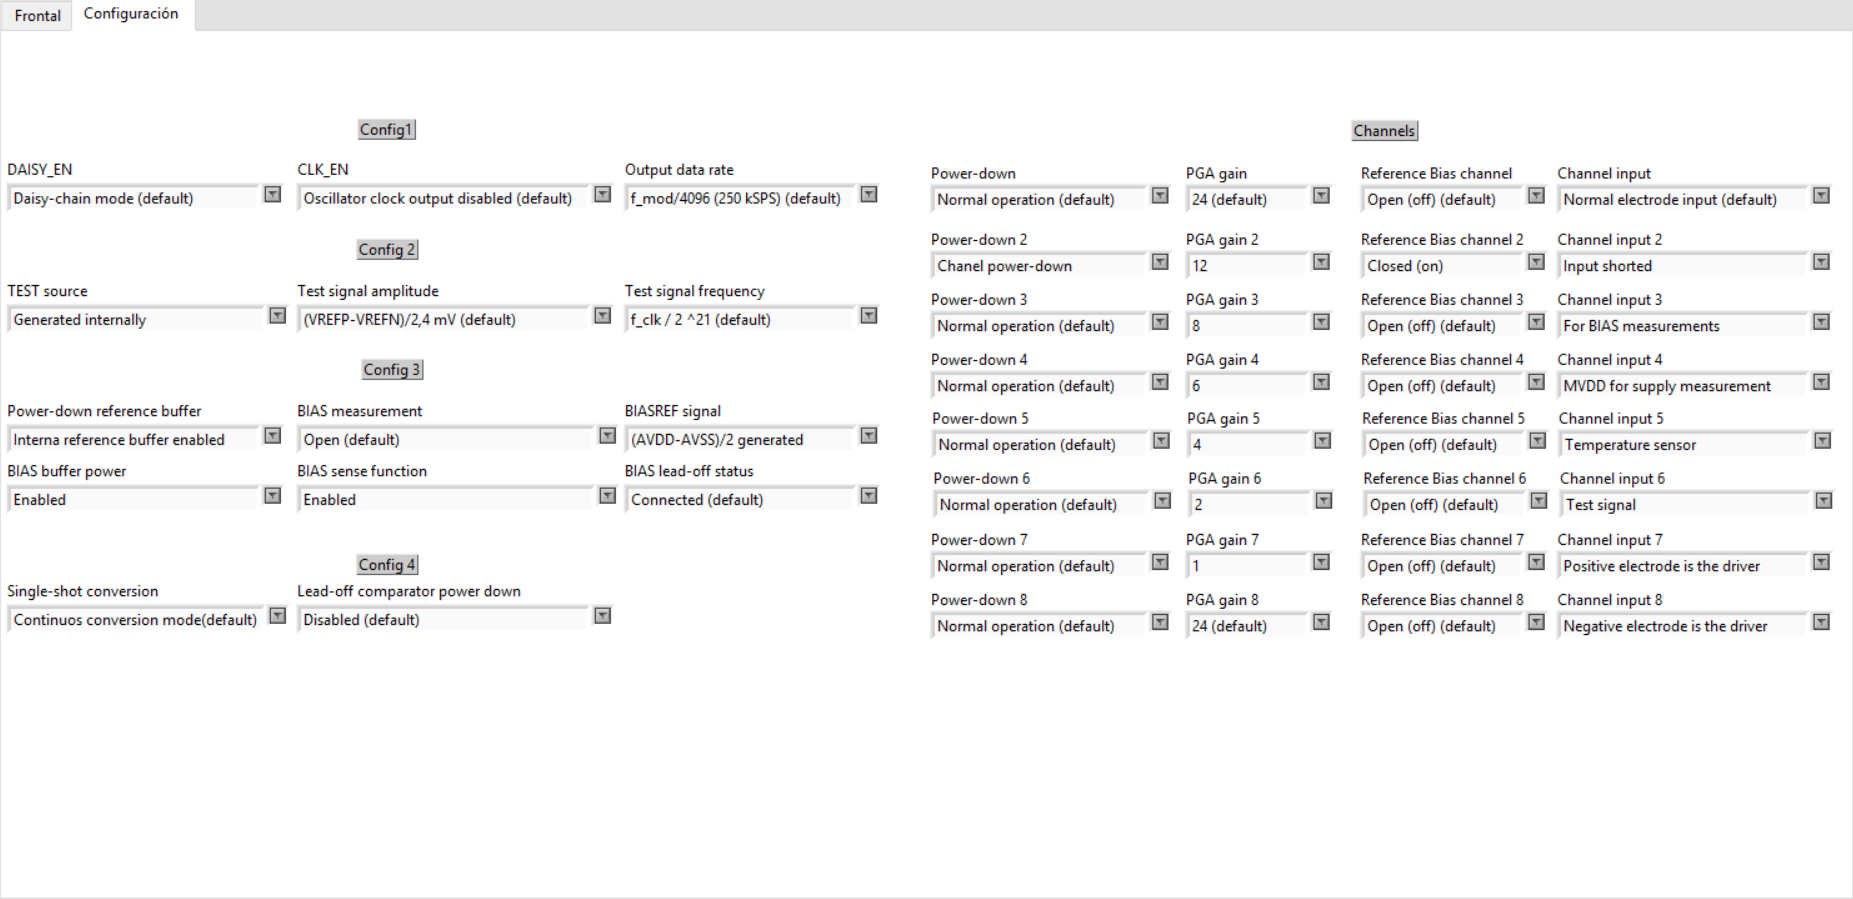 Frontal Configuración
Config1
DAISY_EN CLK_EN Output data rate
Daisy-chain mode (default) Oscillator clock output disabled (default) f_mod/4096 (250 kSPS) (default)
Config 2
TEST source Test signal amplitude Test signal frequency
Generated internally (VREFP-VREFN)/2,4 mV (default) f_clk / 2 ^21 (default)
Config 3
Power-down reference buffer BIAS measurement BIASREF signal
Interna reference buffer enabled Open (default) (AVDD-AVSS)/2 generated
BIAS buffer power BIAS sense function BIAS lead-off status
Enabled Enabled Connected (default)
Config 4
Single-shot conversion Lead-off comparator power down
Continuos conversion mode(default) Disabled (default)
Channels
Power-down PGA gain Reference Bias channel Channel input
Normal operation (default) 24 (default) Open (off) (default) Normal electrode input (default)
Power-down 2 PGA gain 2 Reference Bias channel 2 Channel input 2
Chanel power-down 12 Closed (on) Input shorted
Power-down 3 PGA gain 3 Reference Bias channel 3 Channel input 3
Normal operation (default) 8 Open (off) (default) For BIAS measurements
Power-down 4 PGA gain 4 Reference Bias channel 4 Channel input 4
Normal operation (default) 6 Open (off) (default) MVDD for supply measurement
Power-down 5 PGA gain 5 Reference Bias channel 5 Channel input 5
Normal operation (default) 4 Open (off) (default) Temperature sensor
Power-down 6 PGA gain 6 Reference Bias channel 6 Channel input 6
Normal operation (default) 2 Open (off) (default) Test signal
Power-down 7 PGA gain 7 Reference Bias channel 7 Channel input 7
Normal operation (default) 1 Open (off) (default) Positive electrode is the driver
Power-down 8 PGA gain 8 Reference Bias channel 8 Channel input 8
Normal operation (default) 24 (default) Open (off) (default) Negative electrode is the driver